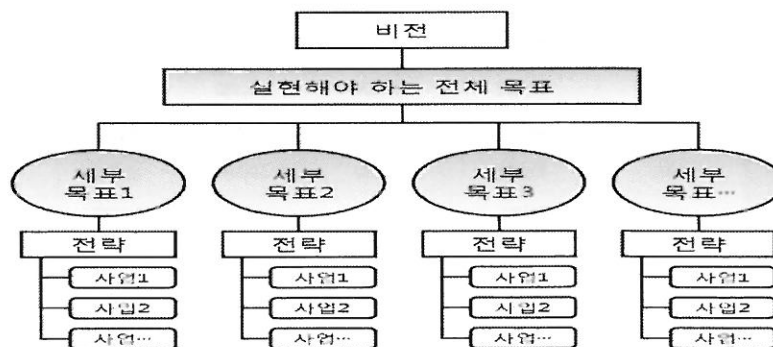 비전
실현해야 하는 전체 목표
세부
목표1
세부
목표2
세부
목표3
세부
목표…
전략
전략
전략
전략
사업1
사업1
사업1
사업1
사업2
사업2
사업2
사업2
사업…
사업…
사업…
사업…